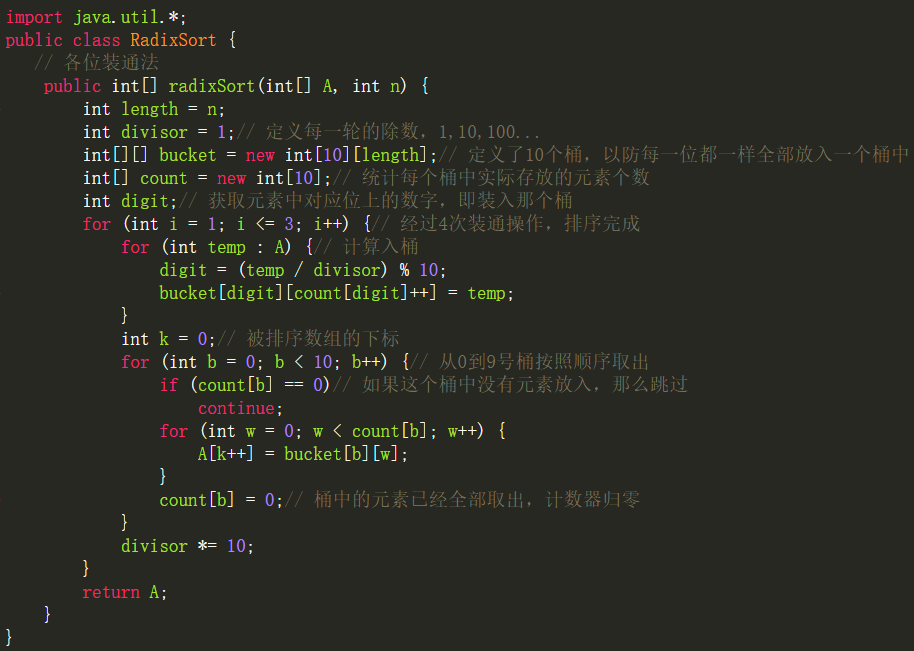 import java.util.*;
public class RadixSort {
// 各位装通法
public int[] radixSort(int[] A, int n) {
int length = n;
int divisor = 1;// 定义每一轮的除数，1,10,100...
int[][] bucket = new int[10][length];// 定义了10个桶，以防每一位都一样全部放入一个桶中
int[] count = new int[10];// 统计每个桶中实际存放的元素个数
int digit;// 获取元素中对应位上的数字，即装入那个桶
for (int i = 1; i <= 3; i++) {// 经过4次装通操作，排序完成
for (int temp : A) {// 计算入桶
digit = (temp / divisor) % 10;
bucket[digit][count[digit]++] = temp;
}
int k = 0;// 被排序数组的下标
for (int b = 0; b < 10; b++) {// 从0到9号桶按照顺序取出
if (count[b] == 0)// 如果这个桶中没有元素放入，那么跳过
continue;
for (int w = 0; w < count[b]; w++) {
A[k++] = bucket[b][w];
}
count[b] = 0;// 桶中的元素已经全部取出，计数器归零
}
divisor *= 10;
}
return A;
}
}